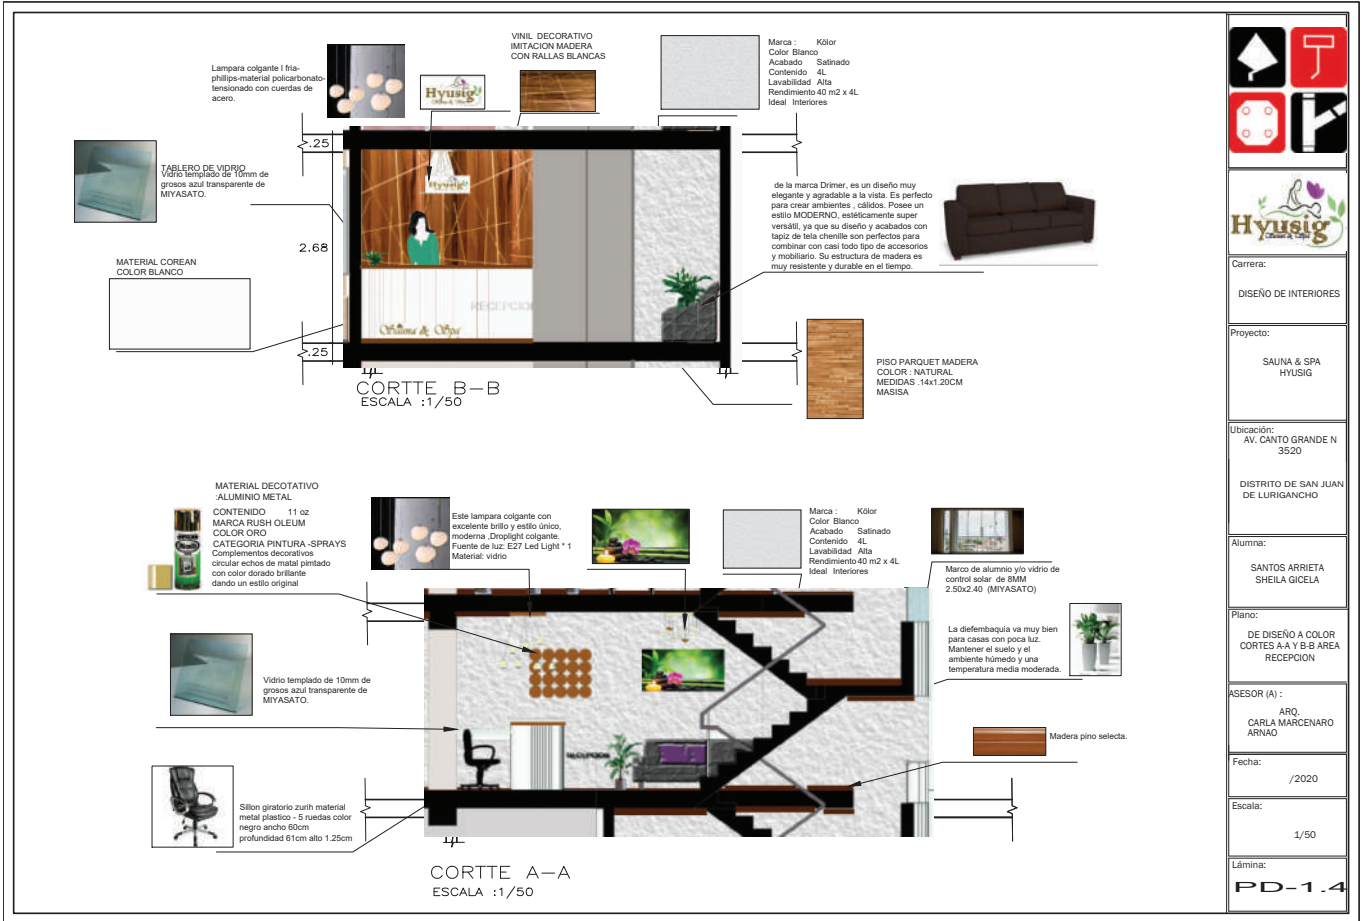 Lampara colgante l fria-
phillips-material policarbonato-
tensionado con cuerdas de
acero.
Hyusig
Sauna & Spa
VINIL DECORATIVO
IMITACION MADERA
CON RALLAS BLANCAS
Marca : Kölor
Color Blanco
Acabado Satinado
Contenido 4L
Lavabilidad Alta
Rendimiento 40 m2 x 4L
Ideal Interiores
TABLERO DE VIDRIO
Vidrio templado de 10mm de
grosos azul transparente de
MIYASATO.
MATERIAL COREAN
COLOR BLANCO
.25
2.68
.25
Hyusig
RECEPCION
Sauna & Spa
de la marca Drimer, es un diseño muy
elegante y agradable a la vista. Es perfecto
para crear ambientes , cálidos. Posee un
estilo MODERNO, estéticamente super
versátil, ya que su diseño y acabados con
tapiz de tela chenille son perfectos para
combinar con casi todo tipo de accesorios
y mobiliario. Su estructura de madera es
muy resistente y durable en el tiempo.
PISO PARQUET MADERA
COLOR : NATURAL
MEDIDAS .14x1.20CM
MASISA
CORTTE B-B
ESCALA :1/50
MATERIAL DECOTATIVO
:ALUMINIO METAL
CONTENIDO 11 oz
MARCA RUSH OLEUM
COLOR ORO
CATEGORIA PINTURA -SPRAYS
Complementos decorativos
circular echos de matal pimtado
con color dorado brillante
dando un estilo original
Este lampara colgante con
excelente brillo y estilo único,
moderna ,Droplight colgante.
Fuente de luz: E27 Led Light * 1
Material: vidrio
Marca : Kölor
Color Blanco
Acabado Satinado
Contenido 4L
Lavabilidad Alta
Rendimiento 40 m2 x 4L
Ideal Interiores
Marco de alumnio y/o vidrio de
control solar de 8MM
2.50x2.40 (MIYASATO)
La diefembaquia va muy bien
para casas con poca luz.
Mantener el suelo y el
ambiente húmedo y una
temperatura media moderada.
Vidrio templado de 10mm de
grosos azul transparente de
MIYASATO.
RECEPCION
Madera pino selecta.
Sillon giratorio zurih material
metal plastico - 5 ruedas color
negro ancho 60cm
profundidad 61cm alto 1.25cm
CORTTE A-A
ESCALA :1/50
Hyusig
Sauna & Spa
Carrera:
DISEÑO DE INTERIORES
Proyecto:
SAUNA & SPA
HYUSIG
Ubicación:
AV. CANTO GRANDE N
3520
DISTRITO DE SAN JUAN
DE LURIGANCHO
Alumna:
SANTOS ARRIETA
SHEILA GICELA
Plano:
DE DISEÑO A COLOR
CORTES A-A Y B-B AREA
RECEPCION
ASESOR (A) :
ARQ.
CARLA MARCENARO
ARNAO
Fecha:
/2020
Escala:
1/50
Lámina:
PD-1.4